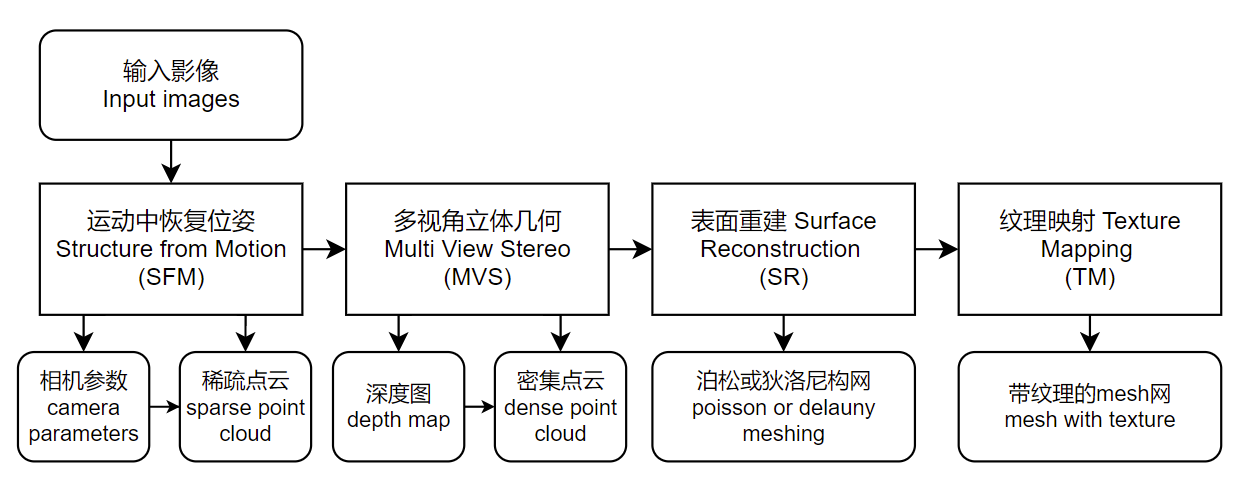 输入影像
Input images
运动中恢复位姿
Structure from Motion
(SFM)
多视角立体几何
Multi View Stereo
(MVS)
表面重建 Surface
Reconstruction
(SR)
纹理映射 Texture
Mapping
(TM)
相机参数
camera
parameters
稀疏点云
sparse point
cloud
深度图
depth map
密集点云
dense point
cloud
泊松或狄洛尼构网
poisson or delauny
meshing
带纹理的mesh网
mesh with texture